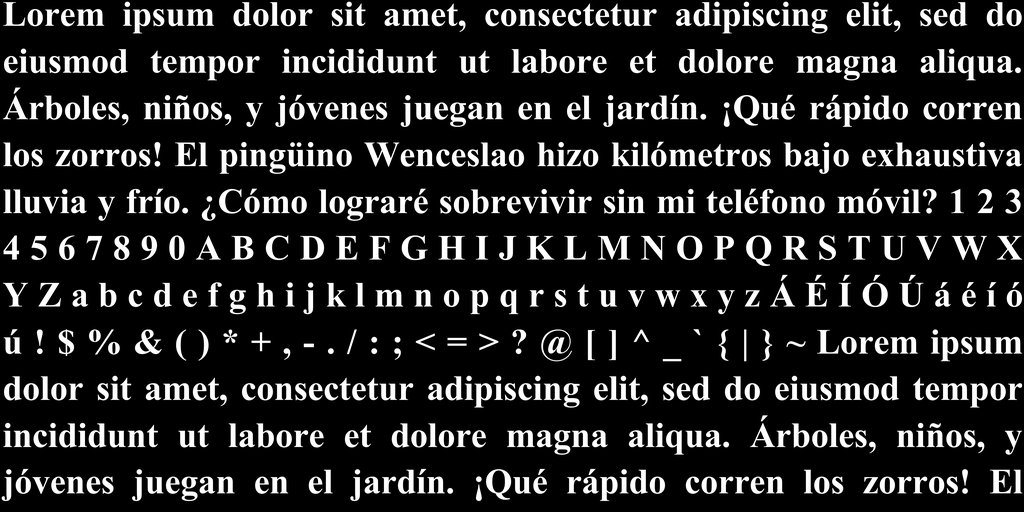 Lorem ipsum dolor sit amet, consectetur adipiscing elit, sed do
eiusmod tempor incididunt ut labore et dolore magna aliqua.
Árboles, niños, y jóvenes juegan en el jardín. ¡Qué rápido corren
los zorros! El pingüino Wenceslao hizo kilómetros bajo exhaustiva
lluvia y frío. ¿Cómo lograré sobrevivir sin mi teléfono móvil? 1 2 3
4 5 6 7 8 9 0 A B C D E F G H I J K L M N O P Q R S T U V W X
Y Z a b c d e f g h i j k l m n o p q r s t u v w x y z Á É Í Ó Ú á é í ó
ú ! $ % & ( ) * + , - . / : ; < = > ? @ [ ] ^ _ ` { | } ~ Lorem ipsum
dolor sit amet, consectetur adipiscing elit, sed do eiusmod tempor
incididunt ut labore et dolore magna aliqua. Árboles, niños, y
jóvenes juegan en el jardín. ¡Qué rápido corren los zorros! El